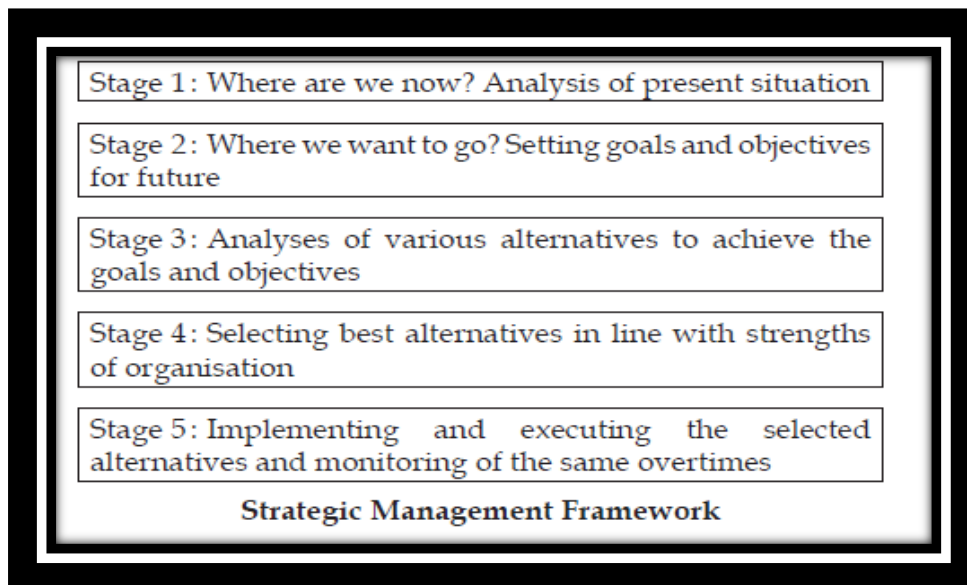 Stage 1: Where are we now? Analysis of present situation
Stage 2: Where we want to go? Setting goals and objectives
for future
Stage 3: Analyses of various alternatives to achieve the
goals and objectives
Stage 4: Selecting best alternatives in line with strengths
of organisation
Stage 5: Implementing and executing the selected
alternatives and monitoring of the same overtimes
Strategic Management Framework